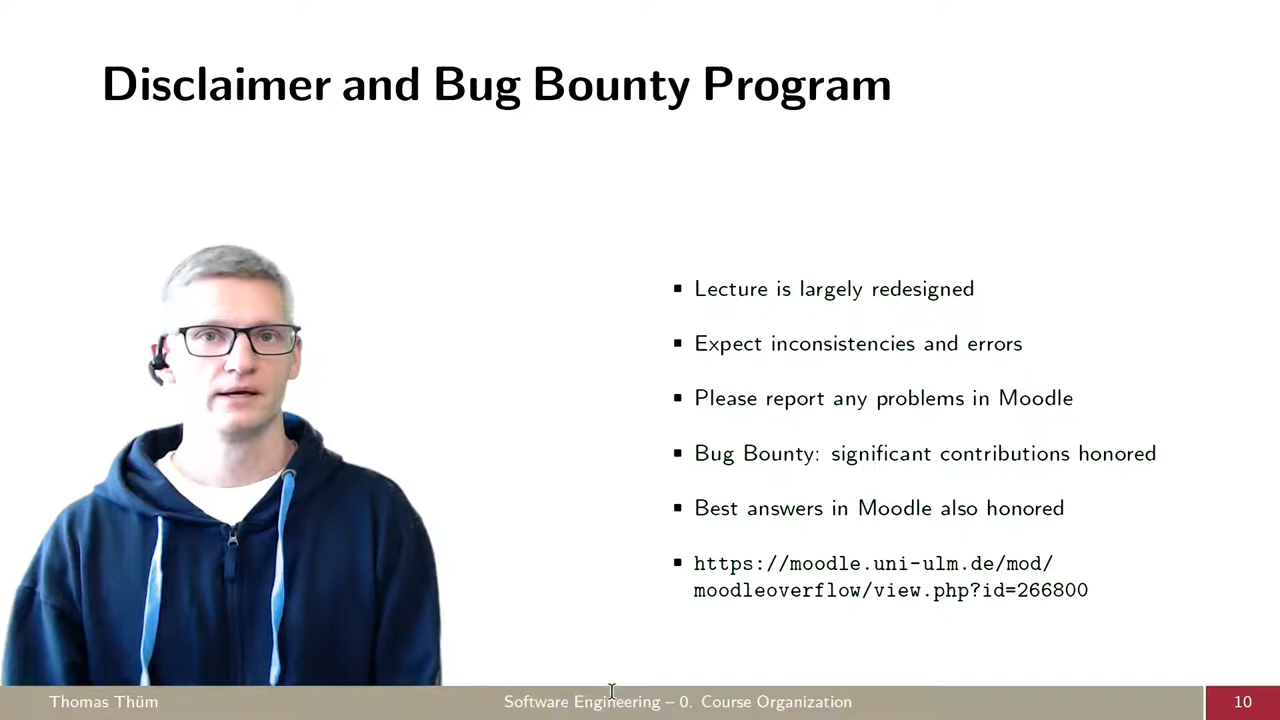 Disclaimer and Bug Bounty Program
Lecture is largely redesigned
Expect inconsistencies and errors
Please report any problems in Moodle
Bug Bounty: significant contributions honored
Best answers in Moodle also honored
https://moodle.uni-ulm.de/mod/
moodleoverflow/view.php?id=266800
Thomas Thüm
Software Engineering – 0. Course Organization
10